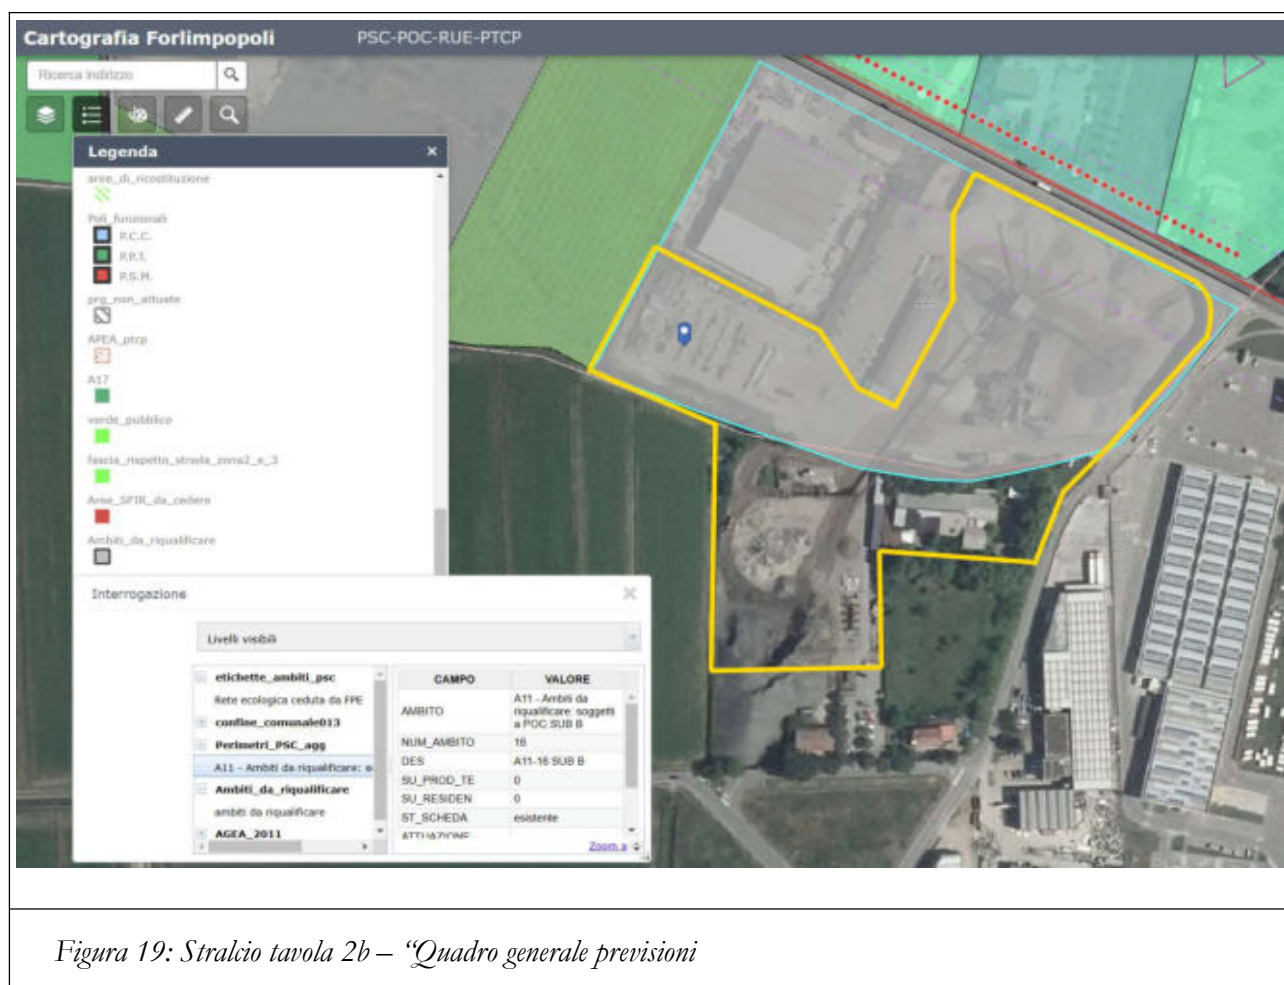 Cartografia Forlimpopoli
PSC-POC-RUE-PTCP
Ricerca indirizzo
Legenda
aree_di_ricostituzione
Poli_funzionali
P.C.C.
P.P.T.
P.S.M.
prg_non_attuate
APEA_ptcp
A17
verde_pubblico
fascia_rispetto_strada_zona2_e_3
Aree_SFIR_da_cedere
Ambiti_da_riqualificare
Interrogazione
Livelli visibili
etichette_ambiti_psc
Rete ecologica ceduta da FPE
confine_comunale013
Perimetri_PSC_agg
A11 - Ambiti da riqualificare: s
Ambiti_da_riqualificare
ambiti da riqualificare
AGEA_2011
CAMPO VALORE
AMBITO A11 - Ambiti da riqualificare: soggetti a POC SUB B
NUM_AMBITO 16
DES A11-16 SUB B
SU_PROD_TE 0
SU_RESIDEN 0
ST_SCHEDA esistente
ATTUAZIONE
Zoom a
Figura 19: Stralcio tavola 2b – “Quadro generale previsioni